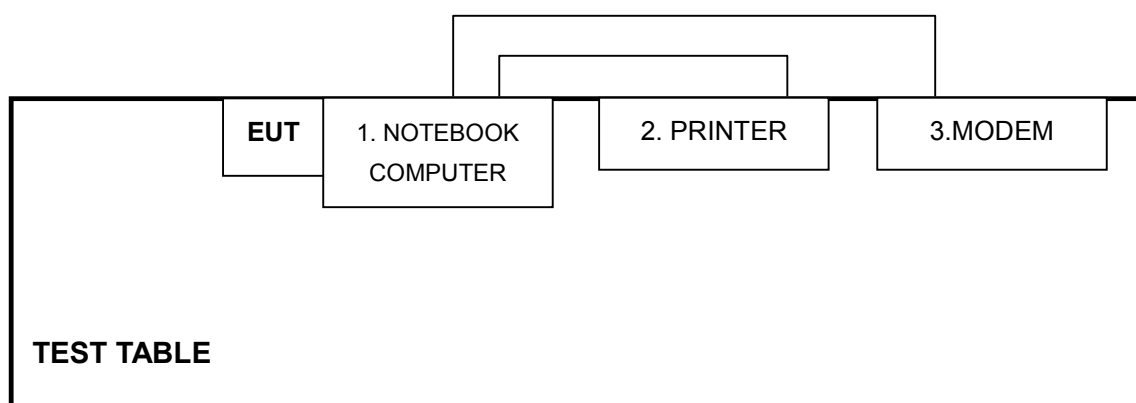 EUT
1. NOTEBOOK
COMPUTER
2. PRINTER
3.MODEM
TEST TABLE